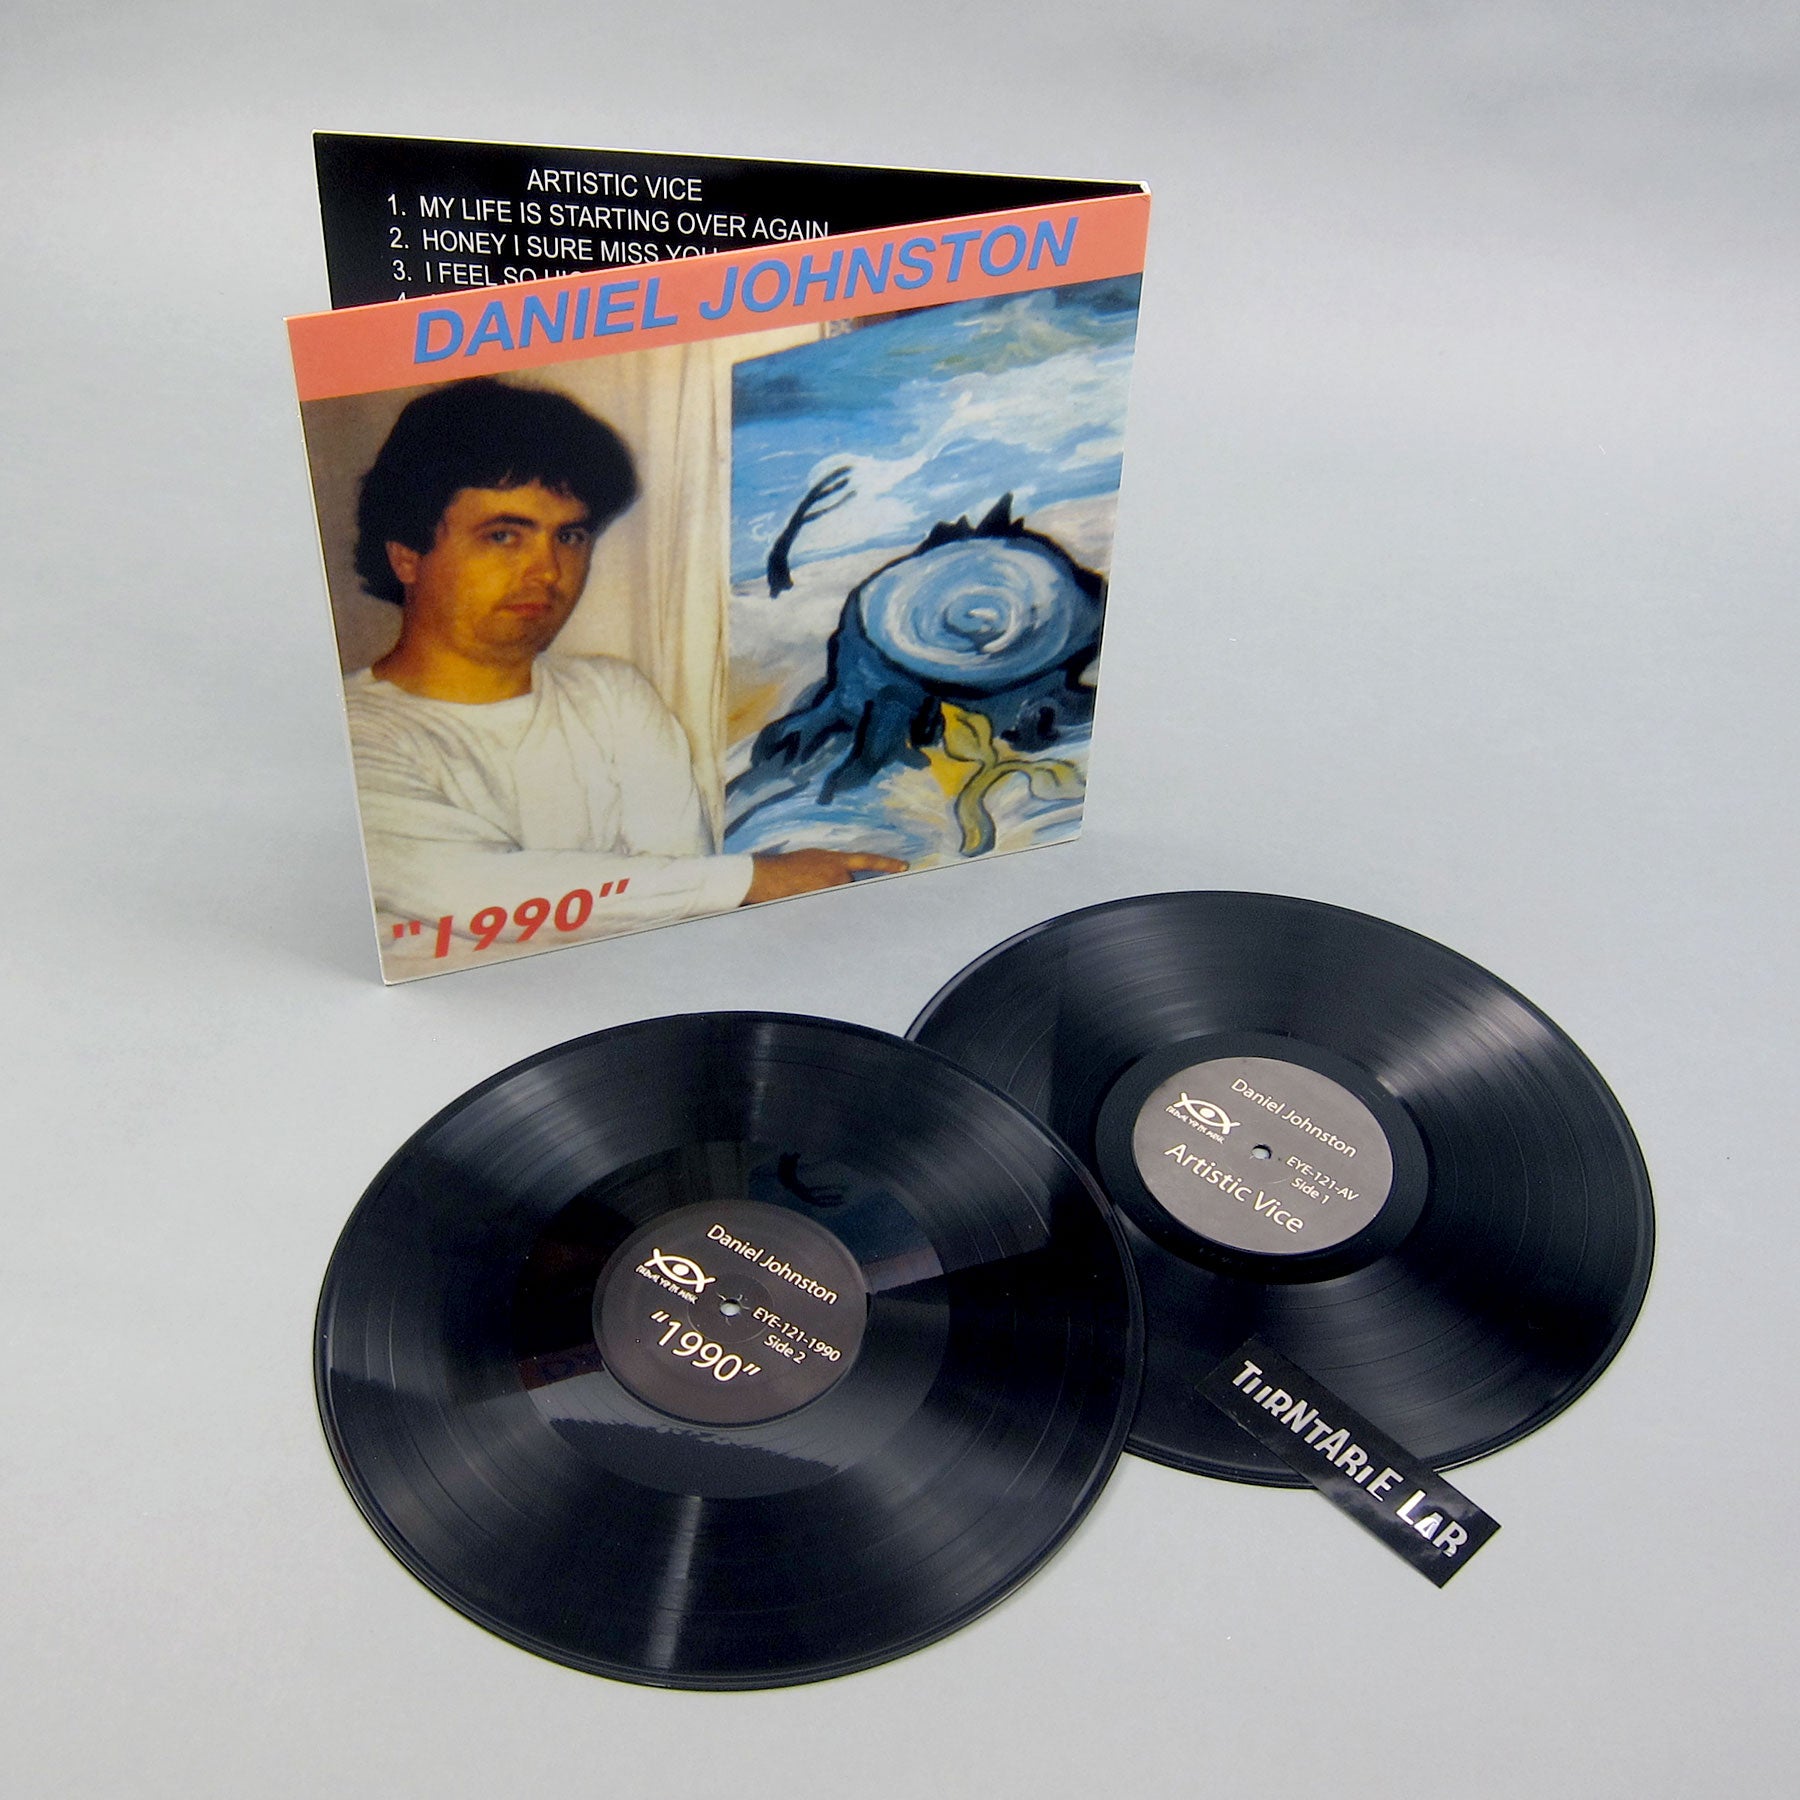 ARTISTIC VICE
1. MY LIFE IS STARTING OVER AGAIN
2. HONEY I SURE MISS YOU
3. I FEEL SO
DANIEL JOHNSTON
"1990"
Daniel Johnston
EYE-121-AV
Side 1
Artistic Vice
Daniel Johnston
EYE-121-1990
Side 2
"1990"
TURNTABLE LAB